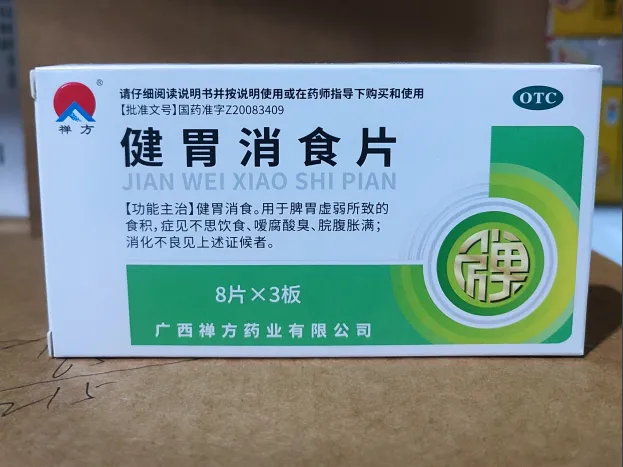 请仔细阅读说明书并按说明使用或在药师指导下购买和使用
【批准文号】国药准字Z20083409
OTC
®
禅方
健胃消食片
JIAN WEI XIAO SHI PIAN
【功能主治】健胃消食。用于脾胃虚弱所致的
食积,症见不思饮食、嗳腐酸臭、脘腹胀满;
消化不良见上述证候者。
8片×3板
广西禅方药业有限公司
215